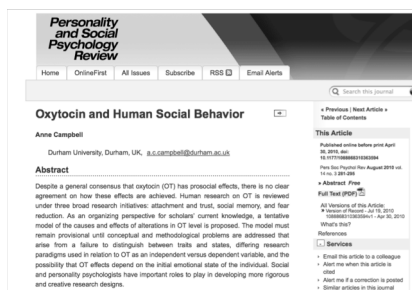 Personality
and Social
Psychology
Review
Home OnlineFirst All Issues Subscribe RSS Email Alerts
Search this journal
Oxytocin and Human Social Behavior
« Previous | Next Article »
Table of Contents
Anne Campbell
This Article
Durham University, Durham, UK, a.c.campbell@durham.ac.uk
Published online before print April
30, 2010, doi:
10.1177/1088868310363594
Pers Soc Psychol Rev August 2010 vol.
14 no. 3 281-295
Abstract
Despite a general consensus that oxytocin (OT) has prosocial effects, there is no clear
agreement on how these effects are achieved. Human research on OT is reviewed
under three broad research initiatives: attachment and trust, social memory, and fear
reduction. As an organizing perspective for scholars' current knowledge, a tentative
model of the causes and effects of alterations in OT level is proposed. The model must
remain provisional until conceptual and methodological problems are addressed that
arise from a failure to distinguish between traits and states, differing research
paradigms used in relation to OT as an independent versus dependent variable, and the
possibility that OT effects depend on the initial emotional state of the individual. Social
and personality psychologists have important roles to play in developing more rigorous
and creative research designs.
» Abstract Free
Full Text (PDF)
All Versions of this Article:
Version of Record - Jul 19, 2010
1088868310363594v1 - Apr 30, 2010
What's this?
References
- Services
Email this article to a colleague
Alert me when this article is
cited
Alert me if a correction is posted
Similar articles in this journal